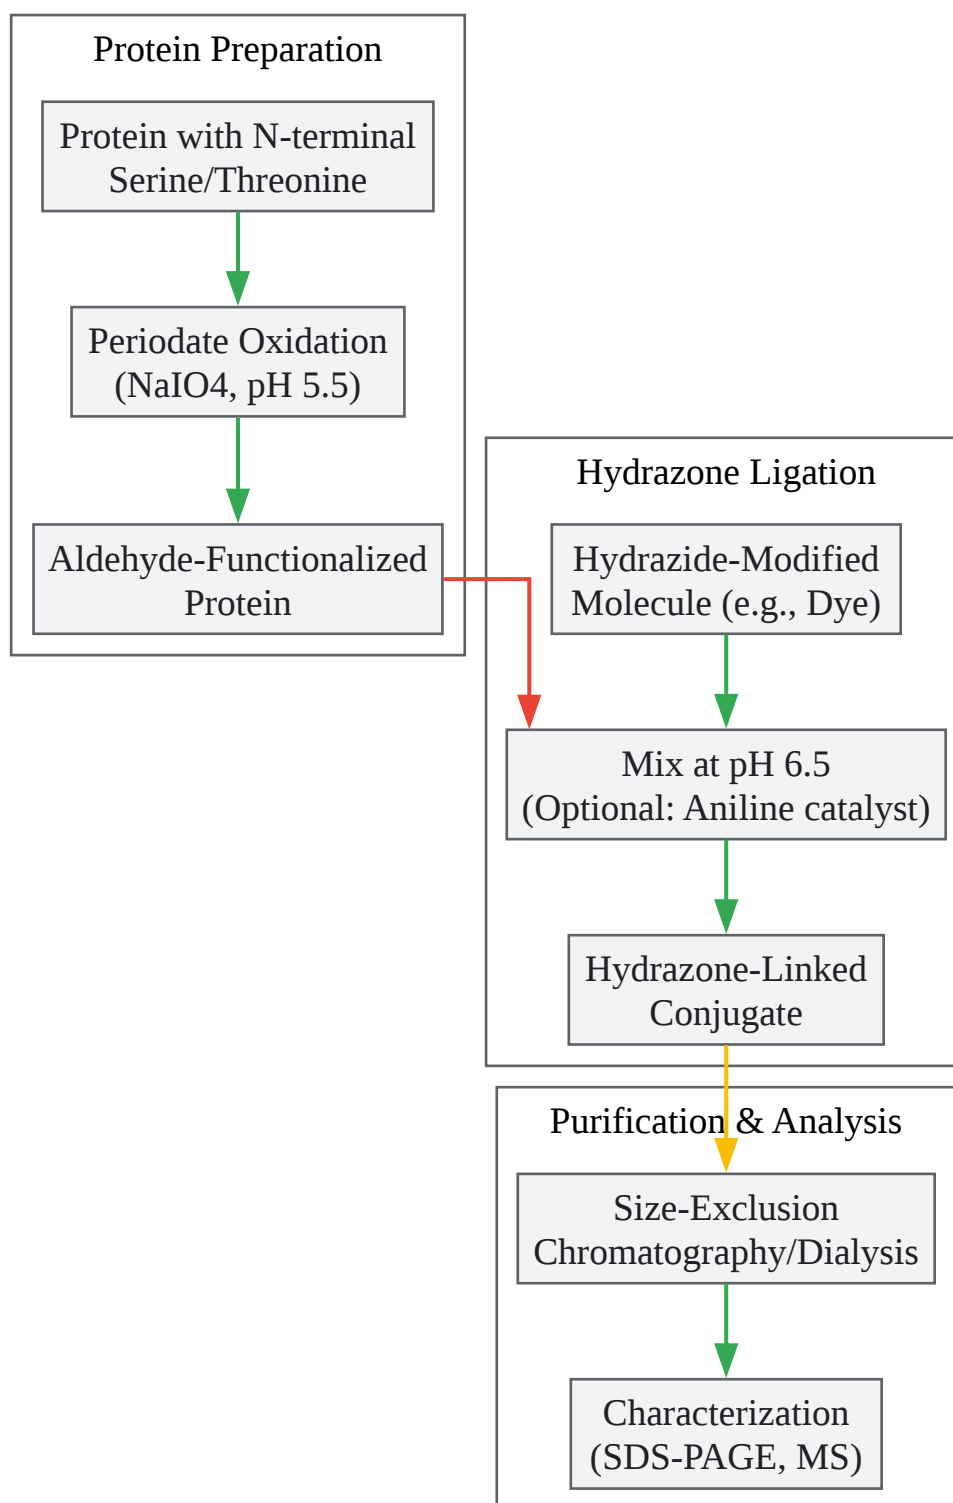 Protein Preparation
Protein with N-terminal
Serine/Threonine
Periodate Oxidation
(NaIO4, pH 5.5)
Aldehyde-Functionalized
Protein
Hydrazone Ligation
Hydrazide-Modified
Molecule (e.g., Dye)
Mix at pH 6.5
(Optional: Aniline catalyst)
Hydrazone-Linked
Conjugate
Purification & Analysis
Size-Exclusion
Chromatography/Dialysis
Characterization
(SDS-PAGE, MS)